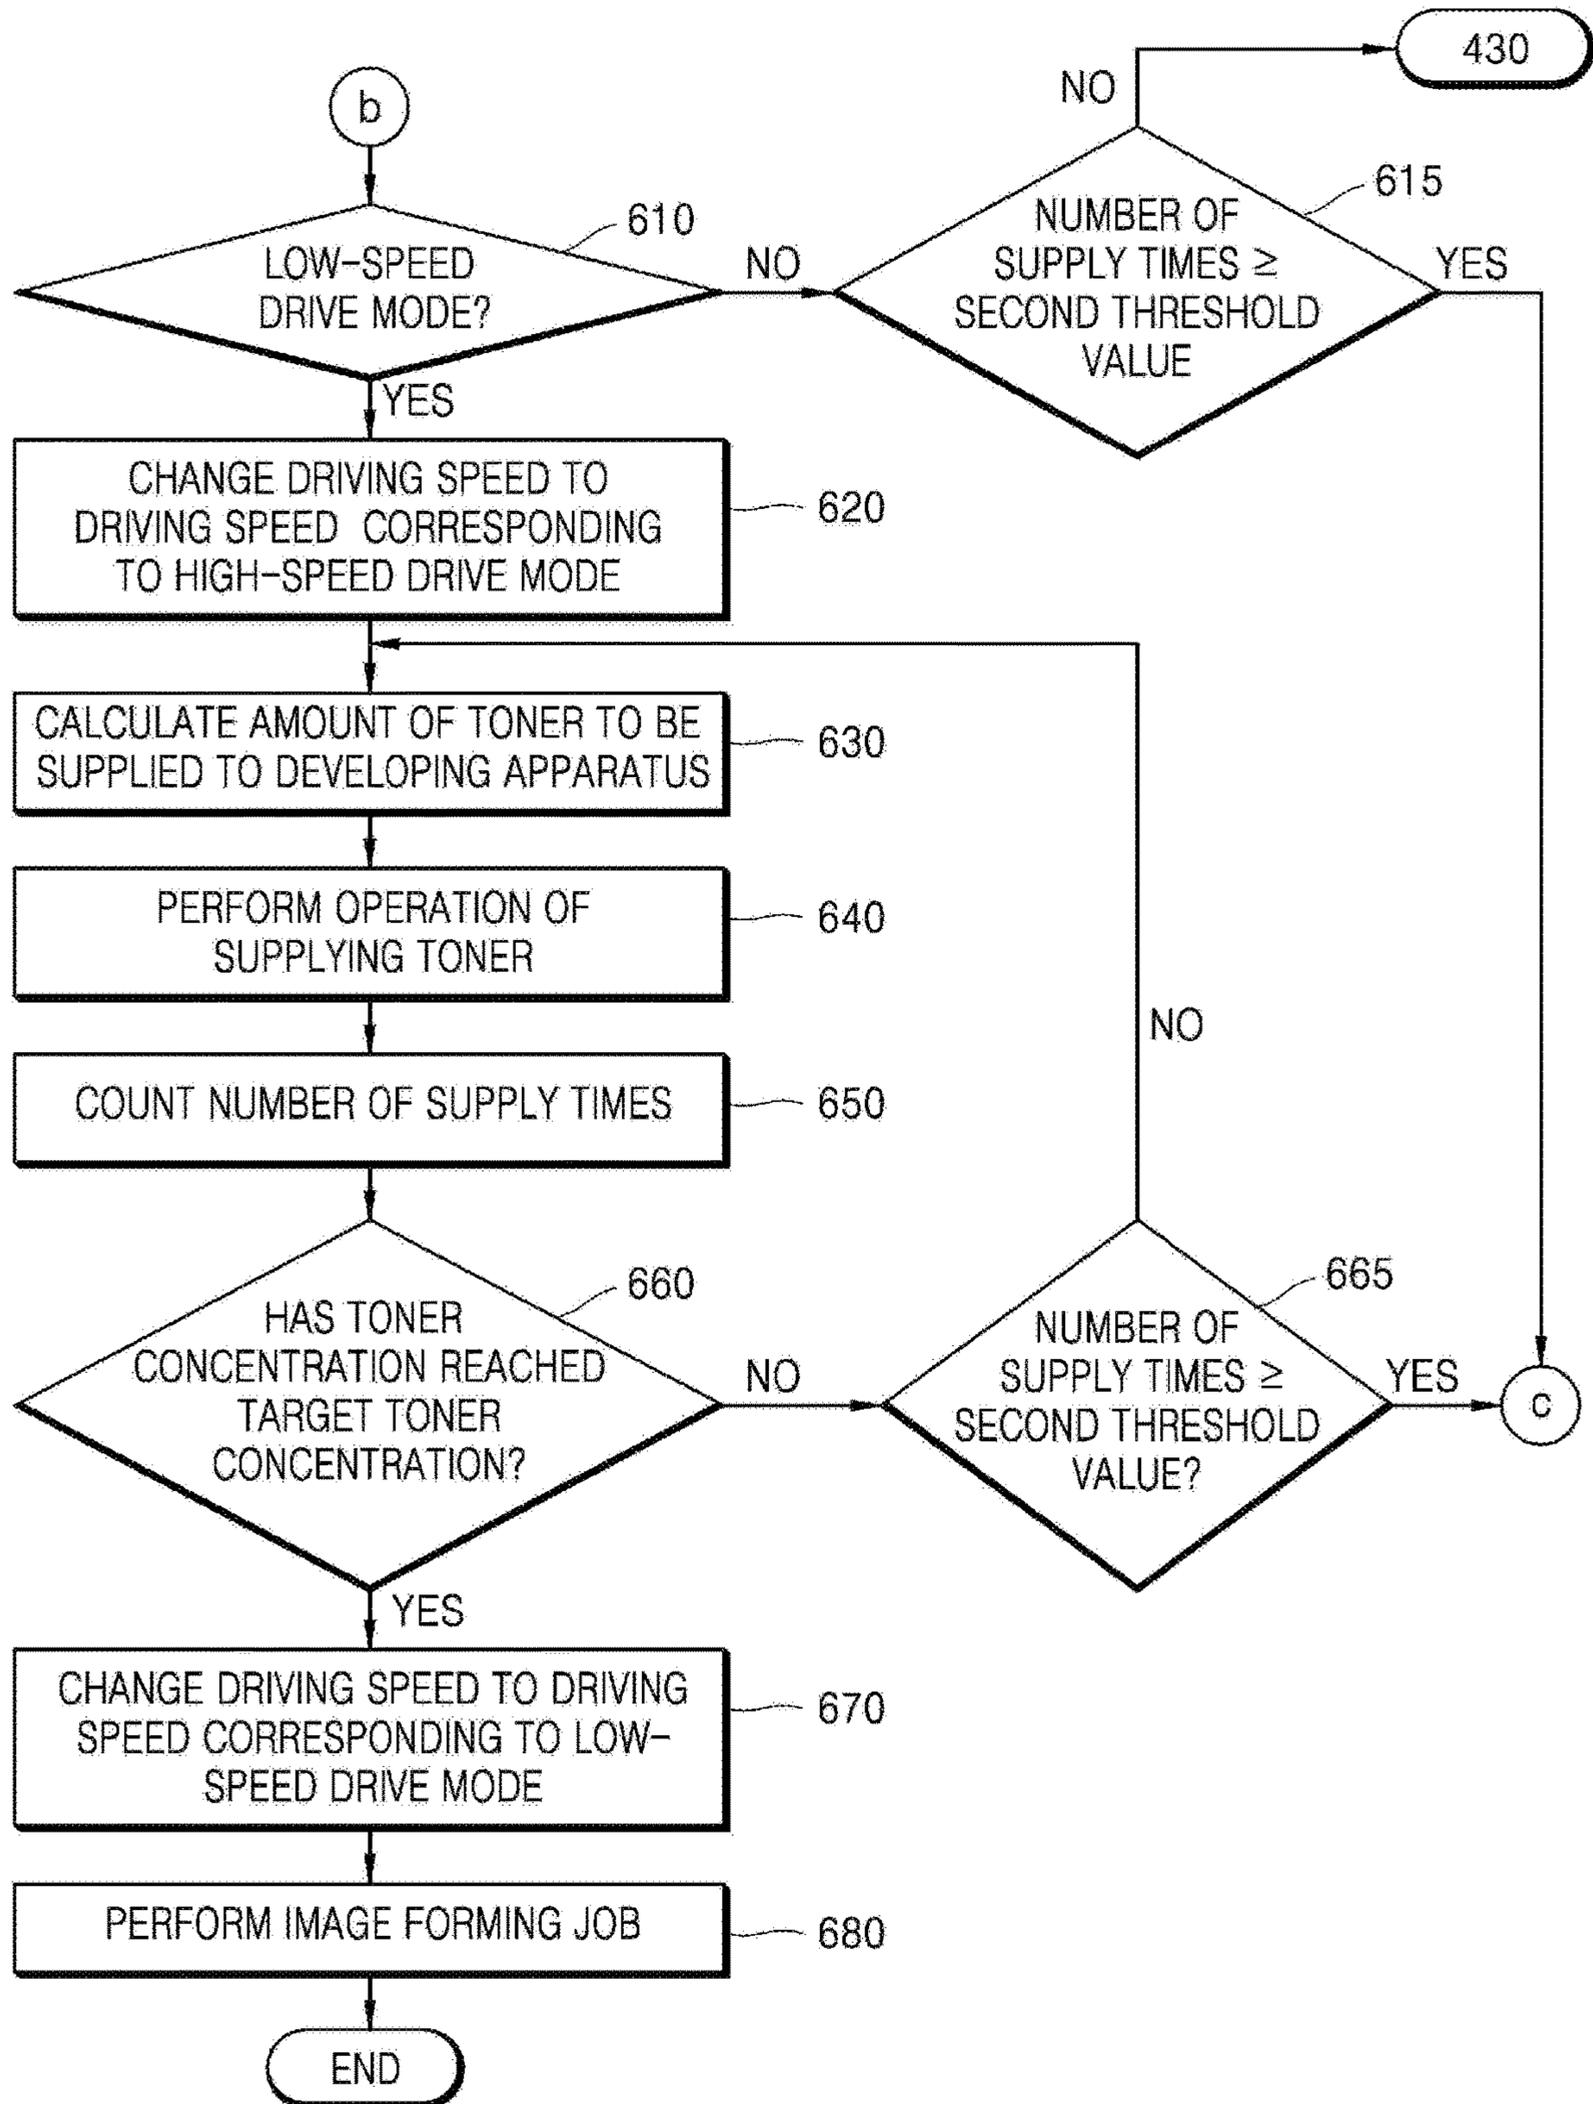 430
NO
b
615
610
NUMBER OF
SUPPLY TIMES ≥
SECOND THRESHOLD
VALUE
LOW-SPEED
DRIVE MODE?
NO
YES
YES
CHANGE DRIVING SPEED TO
DRIVING SPEED CORRESPONDING
TO HIGH-SPEED DRIVE MODE
620
CALCULATE AMOUNT OF TONER TO BE
SUPPLIED TO DEVELOPING APPARATUS
630
PERFORM OPERATION OF
SUPPLYING TONER
640
NO
COUNT NUMBER OF SUPPLY TIMES
650
660
665
HAS TONER
CONCENTRATION REACHED
TARGET TONER
CONCENTRATION?
NO
NUMBER OF
SUPPLY TIMES ≥
SECOND THRESHOLD
VALUE?
YES
c
YES
CHANGE DRIVING SPEED TO DRIVING
SPEED CORRESPONDING TO LOW-
SPEED DRIVE MODE
670
PERFORM IMAGE FORMING JOB
680
END